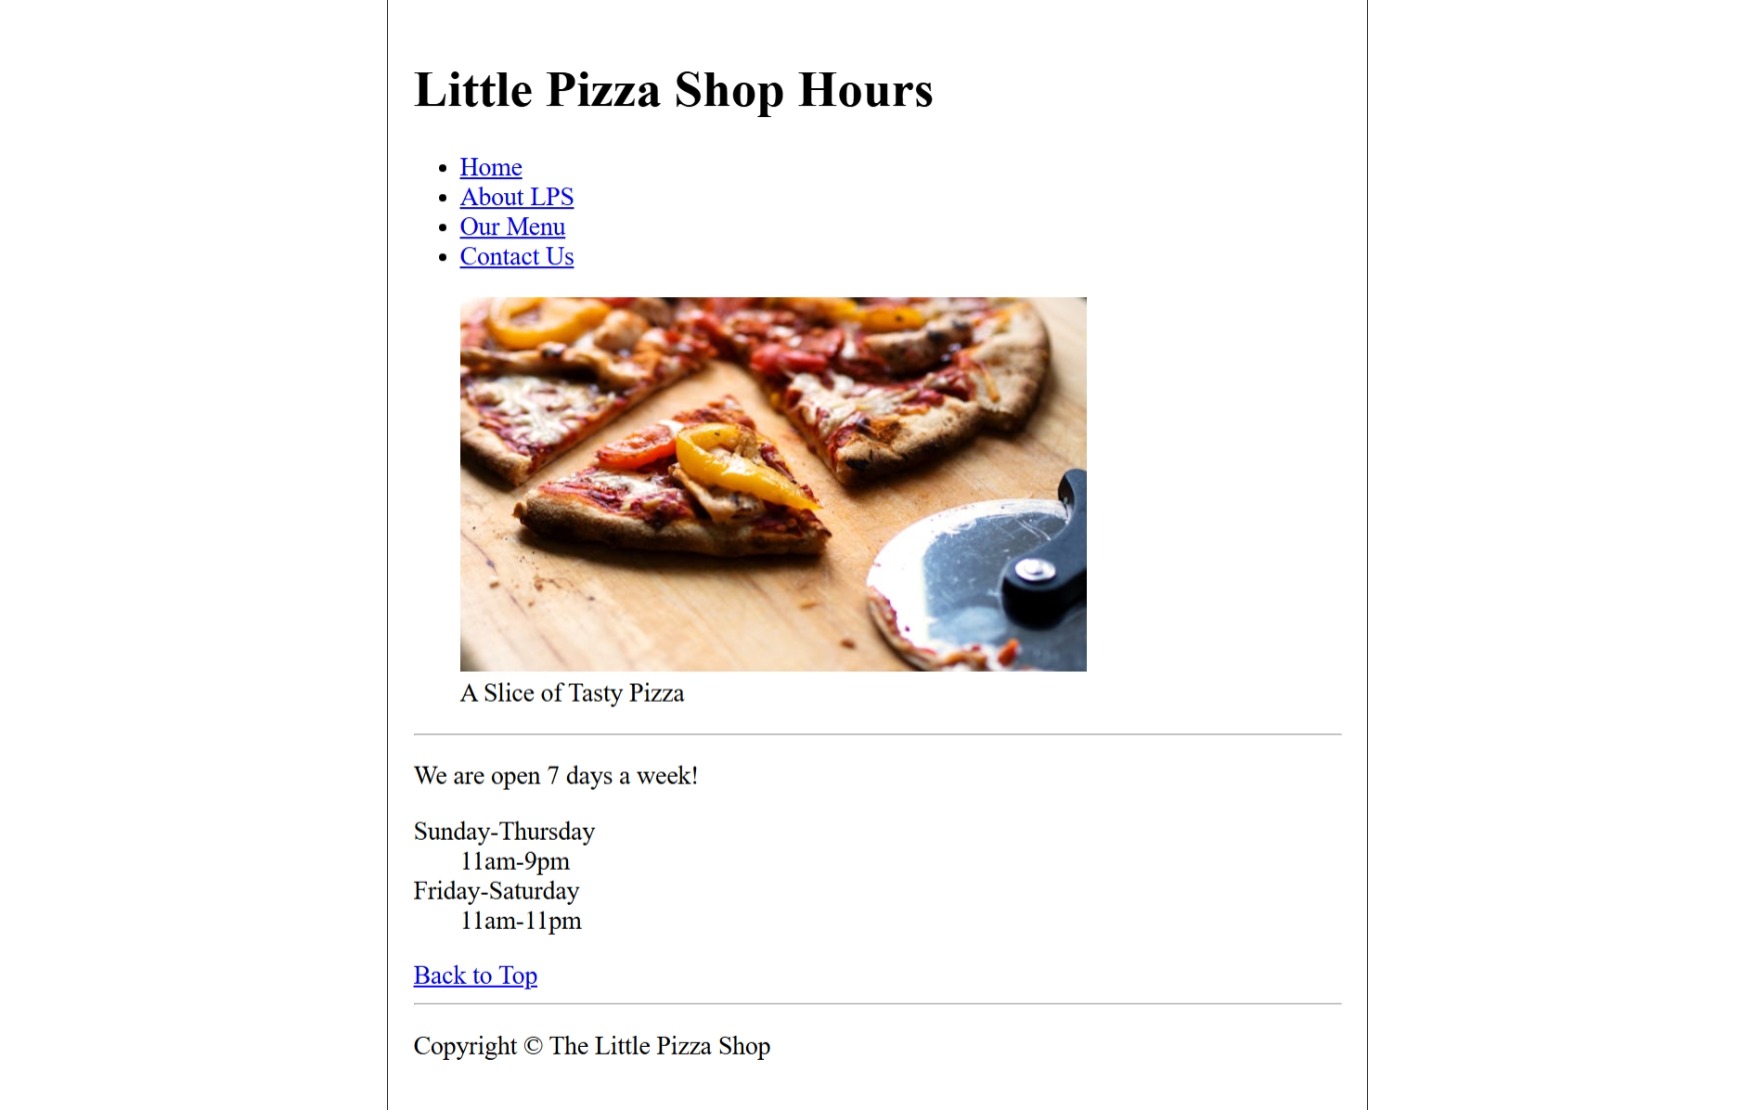 Little Pizza Shop Hours
Home
About LPS
Our Menu
Contact Us
A Slice of Tasty Pizza
We are open 7 days a week!
Sunday-Thursday
11am-9pm
Friday-Saturday
11am-11pm
Back to Top
Copyright © The Little Pizza Shop